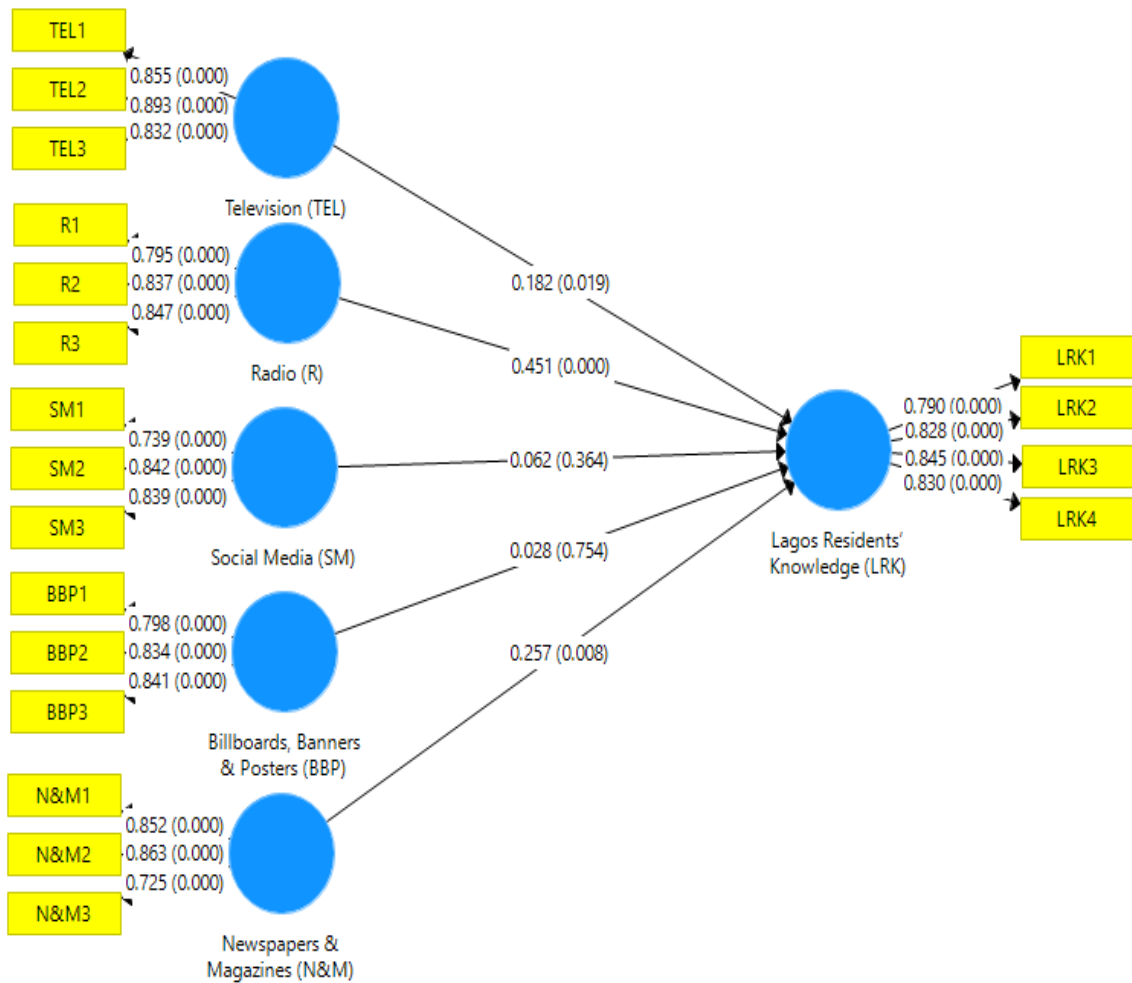 TEL1
TEL2
TEL3
0.855 (0.000)
0.893 (0.000)
0.832 (0.000)
Television (TEL)
R1
R2
R3
0.795 (0.000)
0.837 (0.000)
0.847 (0.000)
Radio (R)
SM1
SM2
SM3
0.739 (0.000)
0.842 (0.000)
0.839 (0.000)
Social Media (SM)
BBP1
BBP2
BBP3
0.798 (0.000)
0.834 (0.000)
0.841 (0.000)
Billboards, Banners
& Posters (BBP)
N&M1
N&M2
N&M3
0.852 (0.000)
0.863 (0.000)
0.725 (0.000)
Newspapers &
Magazines (N&M)
0.182 (0.019)
0.451 (0.000)
0.062 (0.364)
0.028 (0.754)
0.257 (0.008)
Lagos Residents'
Knowledge (LRK)
0.790 (0.000)
0.828 (0.000)
0.845 (0.000)
0.830 (0.000)
LRK1
LRK2
LRK3
LRK4